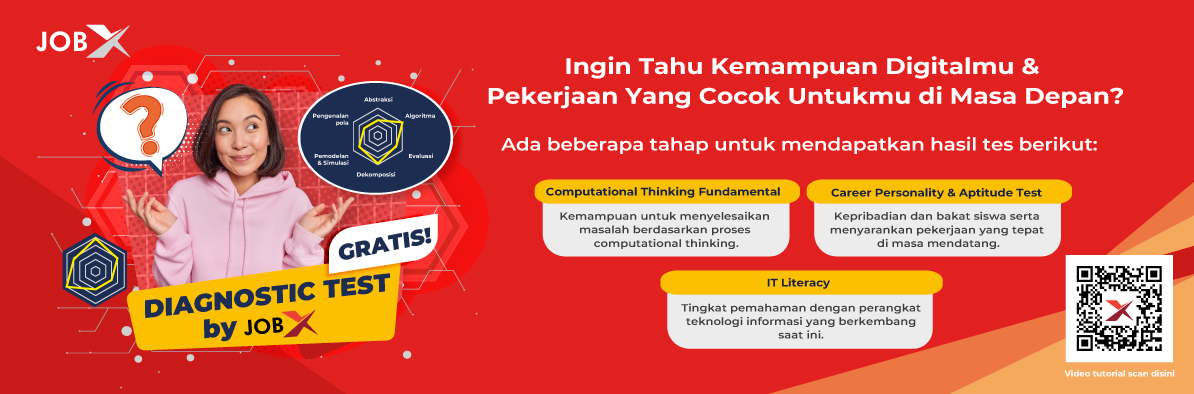 JOBX
?
Abstraksi
Pengenalan
pola
Algoritma
Pemodelan
& Simulasi
Evaluasi
Dekomposisi
GRATIS!
DIAGNOSTIC TEST
by JOBX
Ingin Tahu Kemampuan Digitalmu &
Pekerjaan Yang Cocok Untukmu di Masa Depan?
Ada beberapa tahap untuk mendapatkan hasil tes berikut:
Computational Thinking Fundamental
Kemampuan untuk menyelesaikan
masalah berdasarkan proses
computational thinking.
Career Personality & Aptitude Test
Kepribadian dan bakat siswa serta
menyarankan pekerjaan yang tepat
di masa mendatang.
IT Literacy
Tingkat pemahaman dengan perangkat
teknologi informasi yang berkembang
saat ini.
X
Video tutorial scan disini